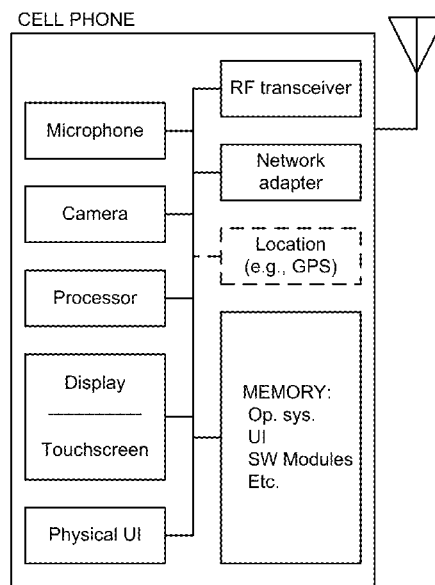 CELL PHONE
Microphone
Camera
Processor
Display
Touchscreen
Physical UI
RF transceiver
Network
adapter
Location
(e.g., GPS)
MEMORY:
Op. sys.
UI
SW Modules
Etc.